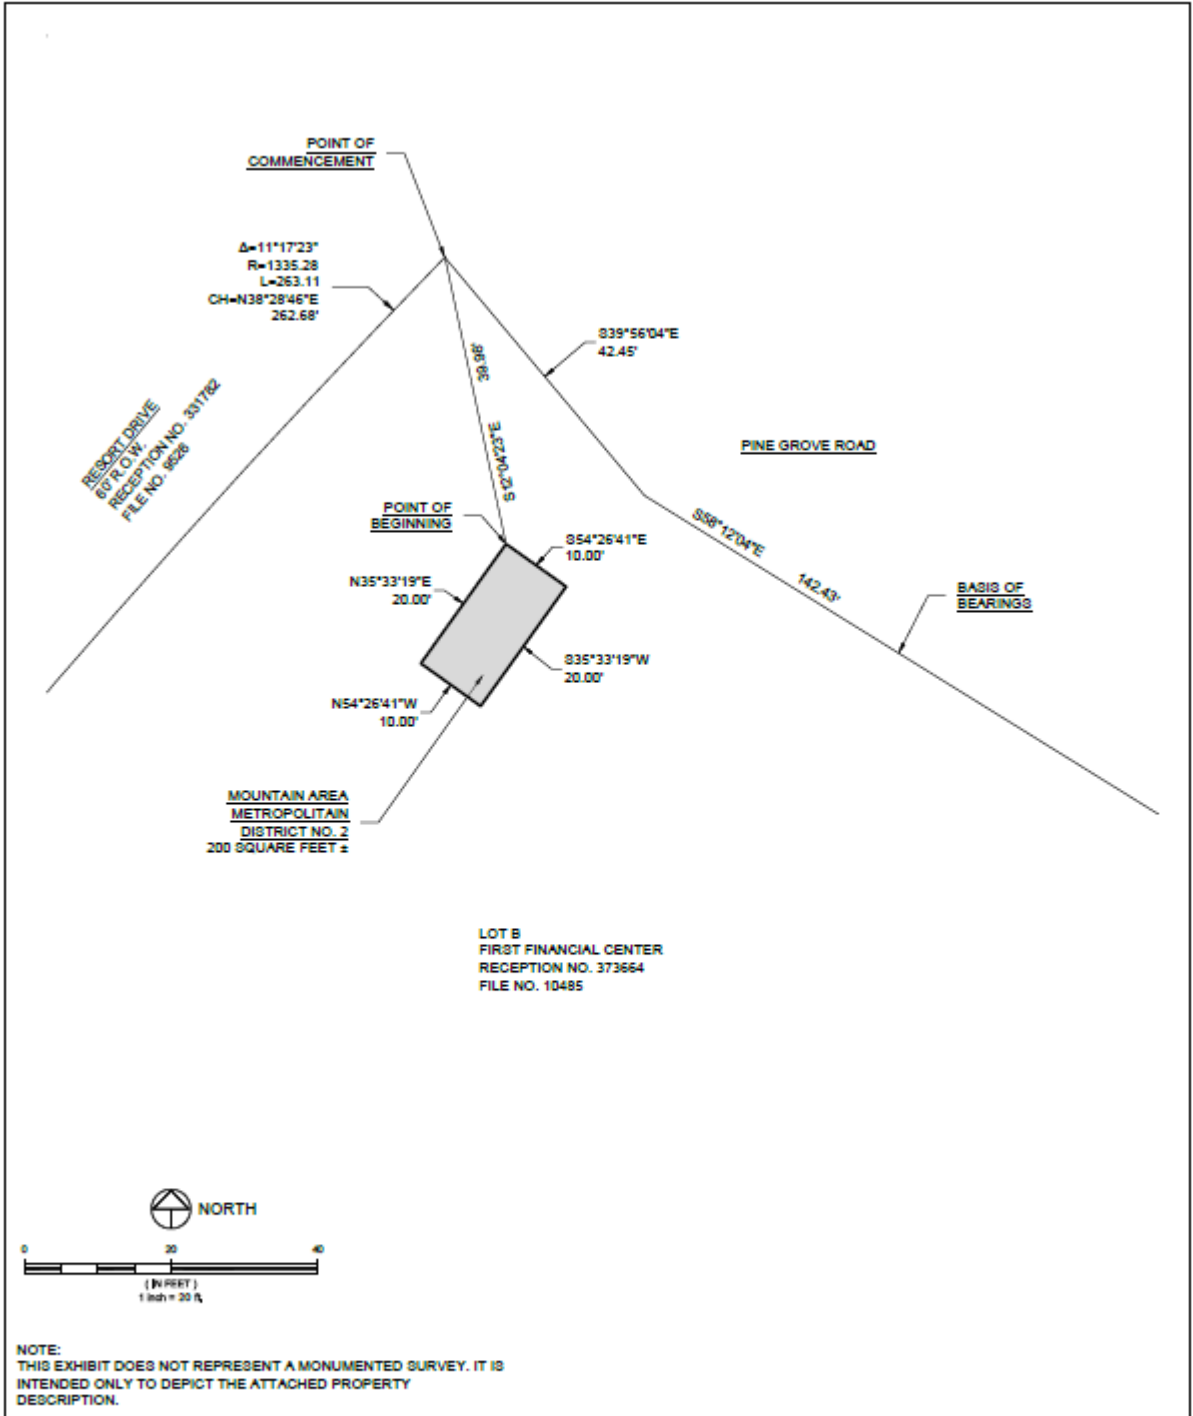 POINT OF
COMMENCEMENT
Δ=11°17'23"
R=1335.28
L=263.11
CH=N38°28'46"E
262.68'
S39°56'04"E
42.45'
39.98'
S12°04'23"E
RESORT DRIVE
60' R.O.W.
RECEPTION NO. 331782
FILE NO. 9526
PINE GROVE ROAD
POINT OF
BEGINNING
S54°26'41"E
10.00'
S58°12'04"E
142.43'
N35°33'19"E
20.00'
BASIS OF
BEARINGS
S35°33'19"W
20.00'
N54°26'41"W
10.00'
MOUNTAIN AREA
METROPOLITAIN
DISTRICT NO. 2
200 SQUARE FEET ±
LOT B
FIRST FINANCIAL CENTER
RECEPTION NO. 373664
FILE NO. 10485
NORTH
0 20 40
( IN FEET )
1 inch = 20 ft.
NOTE:
THIS EXHIBIT DOES NOT REPRESENT A MONUMENTED SURVEY. IT IS
INTENDED ONLY TO DEPICT THE ATTACHED PROPERTY
DESCRIPTION.